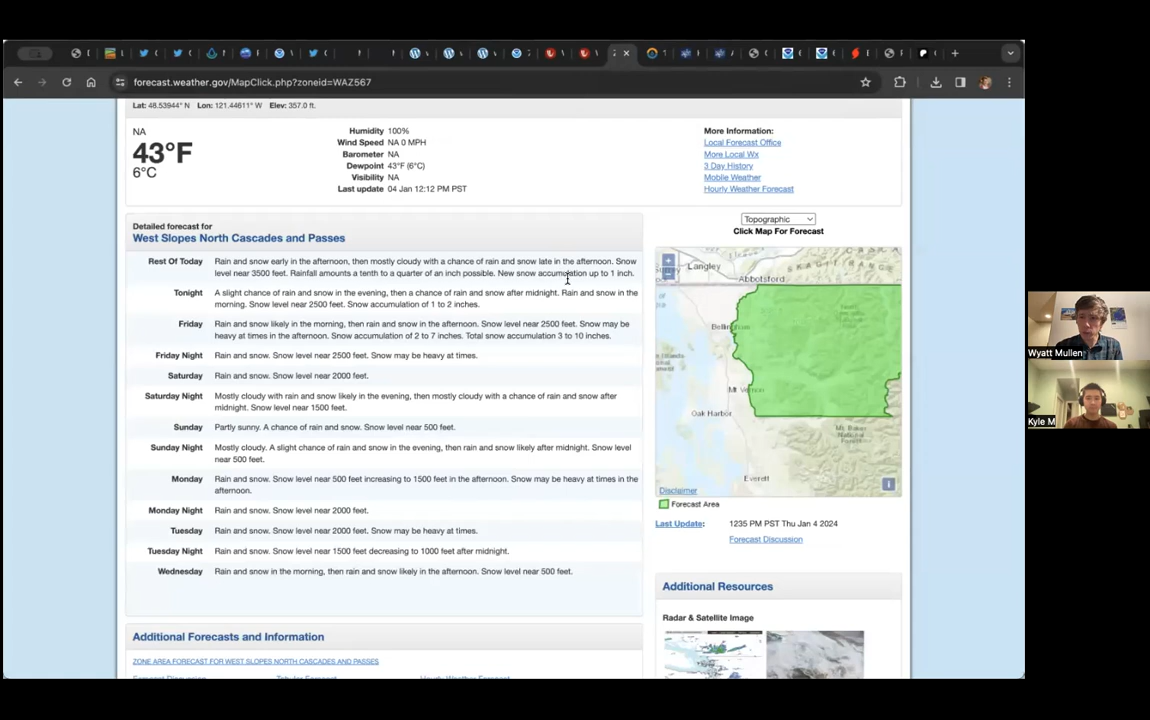 forecast.weather.gov/MapClick.php?zoneid=WAZ567
Lat: 48.53944° N Lon: 121.44611° W Elev: 357.0 ft.
NA
43°F
6°C
Humidity 100%
Wind Speed NA 0 MPH
Barometer NA
Dewpoint 43°F (6°C)
Visibility NA
Last update 04 Jan 12:12 PM PST
More Information:
Local Forecast Office
More Local Wx
3 Day History
Mobile Weather
Hourly Weather Forecast
Detailed forecast for
West Slopes North Cascades and Passes
Rest Of Today Rain and snow early in the afternoon, then mostly cloudy with a chance of rain and snow late in the afternoon. Snow
level near 3500 feet. Rainfall amounts a tenth to a quarter of an inch possible. New snow accumulation up to 1 inch.
Tonight A slight chance of rain and snow in the evening, then a chance of rain and snow after midnight. Rain and snow in the
morning. Snow level near 2500 feet. Snow accumulation of 1 to 2 inches.
Friday Rain and snow likely in the morning, then rain and snow in the afternoon. Snow level near 2500 feet. Snow may be
heavy at times in the afternoon. Snow accumulation of 2 to 7 inches. Total snow accumulation 3 to 10 inches.
Friday Night Rain and snow. Snow level near 2500 feet. Snow may be heavy at times.
Saturday Rain and snow. Snow level near 2000 feet.
Saturday Night Mostly cloudy with rain and snow likely in the evening, then mostly cloudy with a chance of rain and snow after
midnight. Snow level near 1500 feet.
Sunday Partly sunny. A chance of rain and snow. Snow level near 500 feet.
Sunday Night Mostly cloudy. A slight chance of rain and snow in the evening, then rain and snow likely after midnight. Snow level
near 500 feet.
Monday Rain and snow. Snow level near 500 feet increasing to 1500 feet in the afternoon. Snow may be heavy at times in the
afternoon.
Monday Night Rain and snow. Snow level near 2000 feet.
Tuesday Rain and snow. Snow level near 2000 feet. Snow may be heavy at times.
Tuesday Night Rain and snow. Snow level near 1500 feet decreasing to 1000 feet after midnight.
Wednesday Rain and snow in the morning, then rain and snow likely in the afternoon. Snow level near 500 feet.
Additional Forecasts and Information
ZONE AREA FORECAST FOR WEST SLOPES NORTH CASCADES AND PASSES
Forecast Discussion Tabular Forecast Hourly Weather Forecast
Topographic
Click Map For Forecast
Langley
Abbotsford
SKAGIT RANGE
Mt Vernon
Oak Harbor
Mt. Baker
Everett
Disclaimer
Forecast Area
Last Update: 1235 PM PST Thu Jan 4 2024
Forecast Discussion
Additional Resources
Radar & Satellite Image
Wyatt Mullen
Kyle M